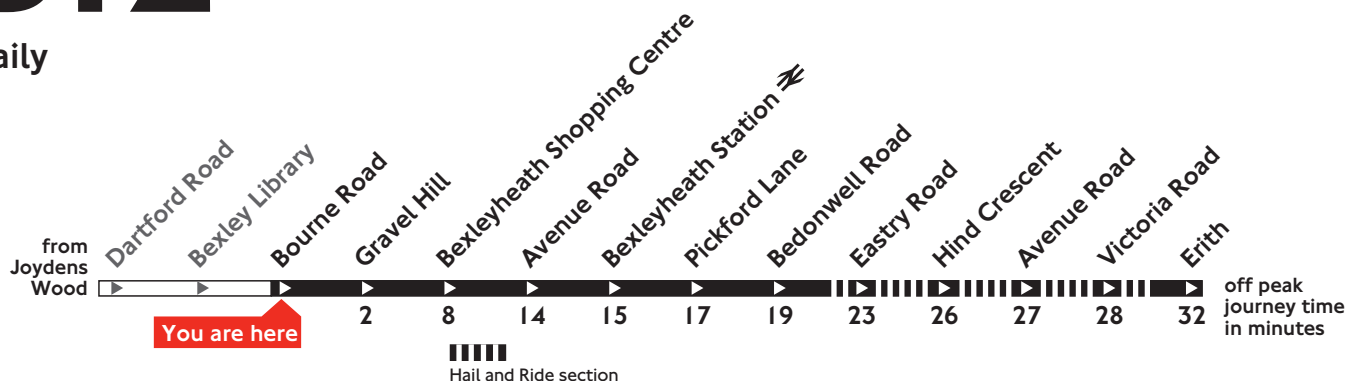 aily
Dartford Road
Bexley Library
Bourne Road
Gravel Hill
Bexleyheath Shopping Centre
Avenue Road
Bexleyheath Station
Pickford Lane
Bedonwell Road
Eastry Road
Hind Crescent
Avenue Road
Victoria Road
Erith
from
Joydens
Wood
off peak
journey time
in minutes
You are here
2 8 14 15 17 19 23 26 27 28 32
Hail and Ride section